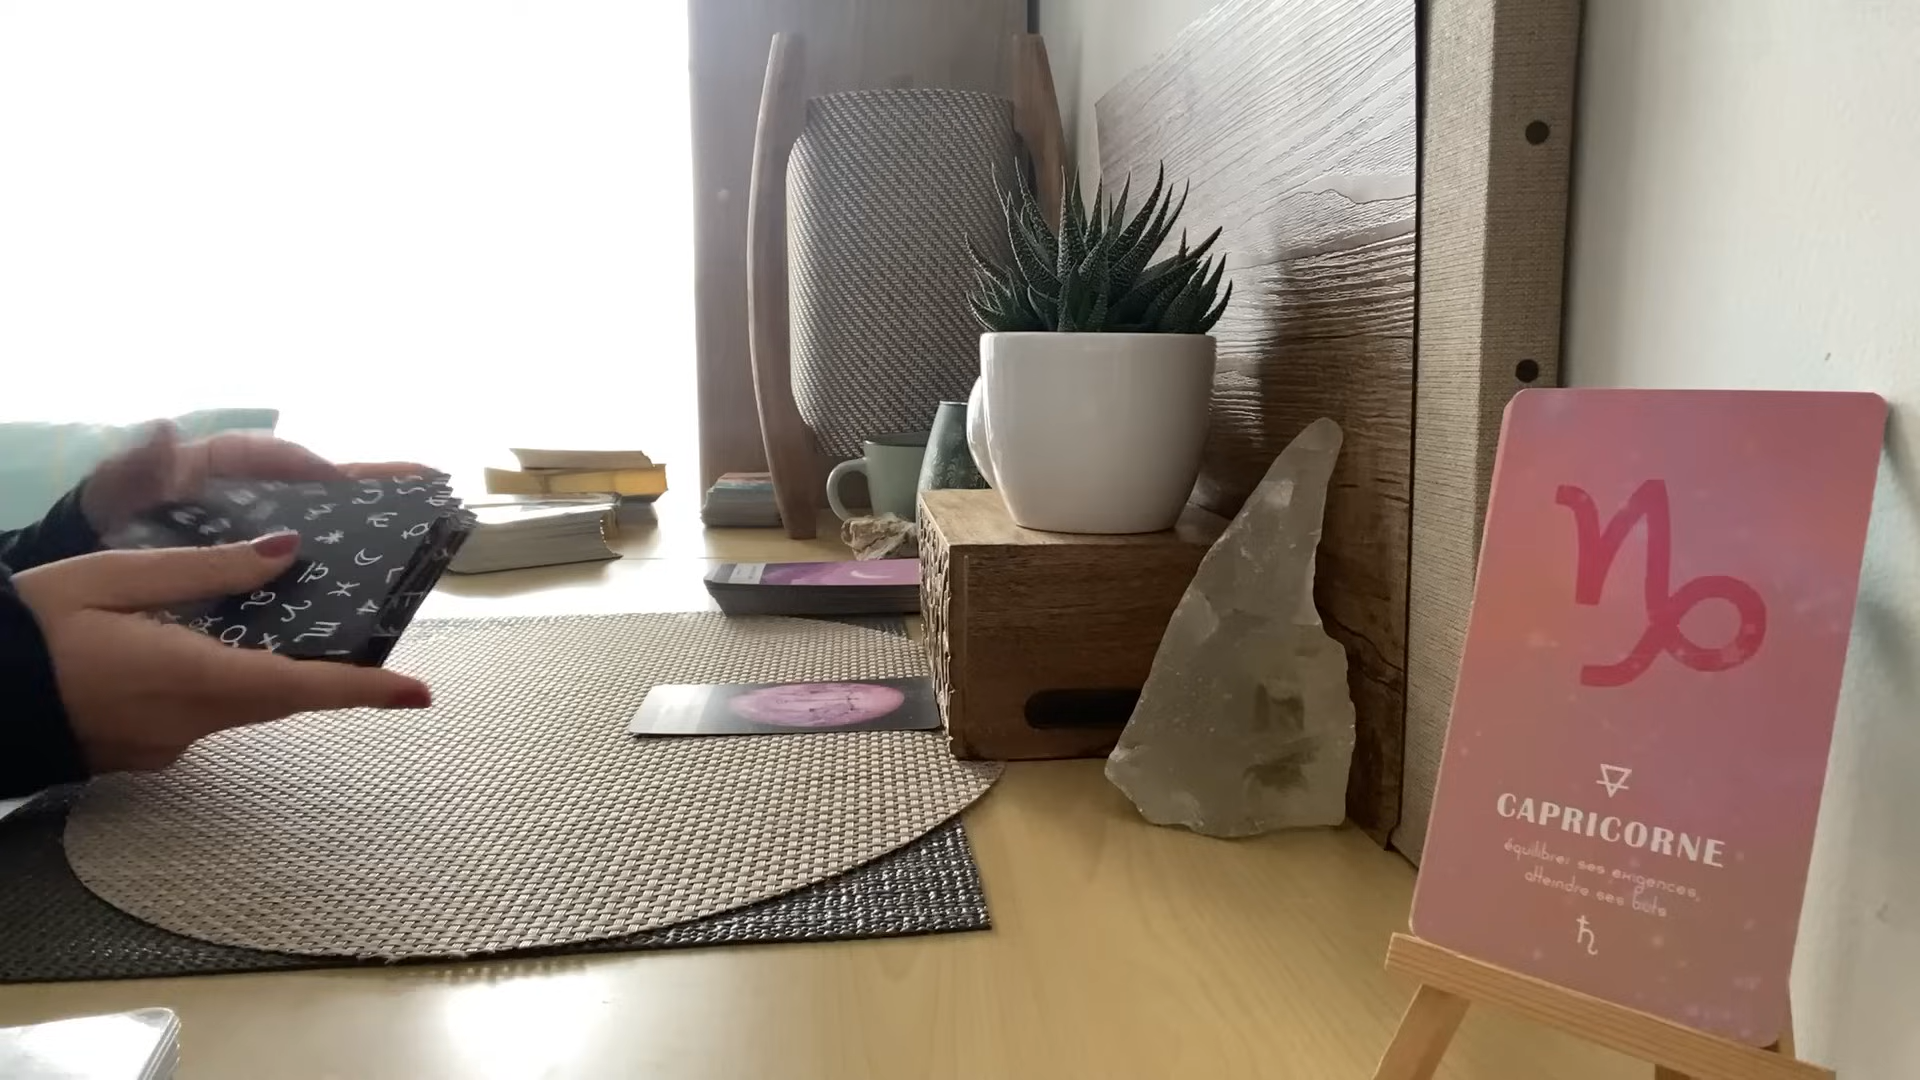 CAPRICORNE
équilibrer ses exigences,
atteindre ses buts